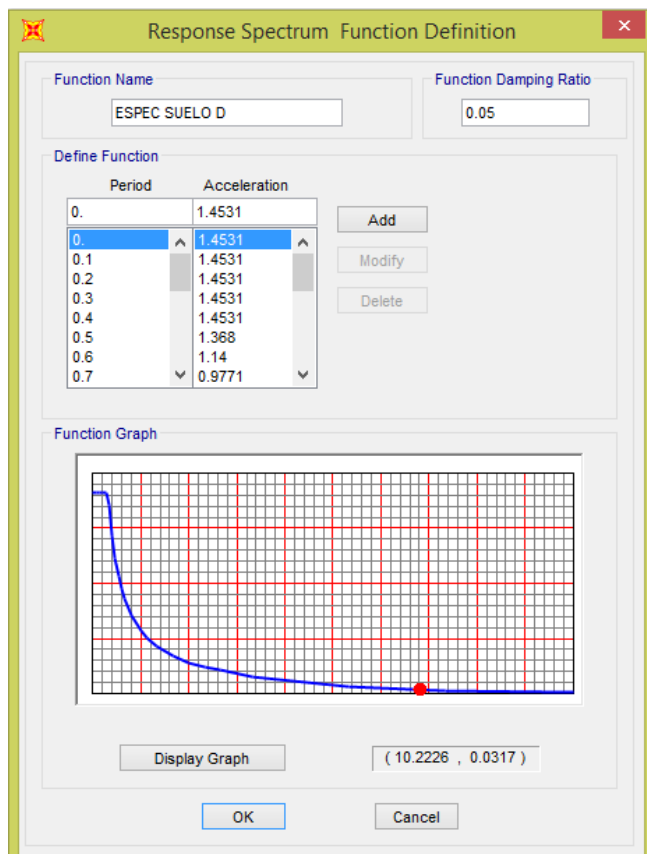 Response Spectrum Function Definition
Function Name
Function Damping Ratio
ESPEC SUELO D
0.05
Define Function
Period Acceleration
0. 1.4531
0. 1.4531
0.1 1.4531
0.2 1.4531
0.3 1.4531
0.4 1.4531
0.5 1.368
0.6 1.14
0.7 0.9771
Add
Modify
Delete
Function Graph
Display Graph
( 10.2226 , 0.0317 )
OK
Cancel